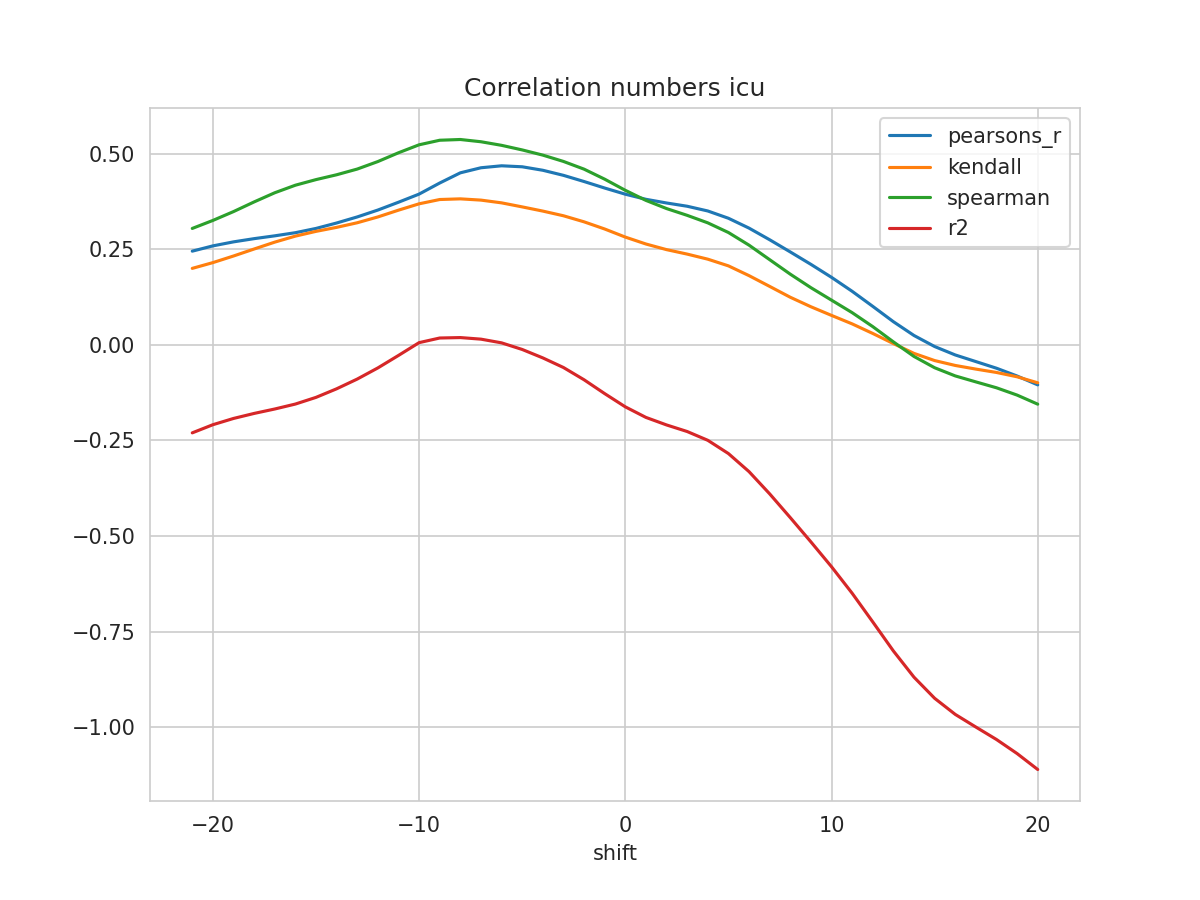 Correlation numbers icu
pearsons_r
kendall
spearman
r2
0.50
0.25
0.00
−0.25
−0.50
−0.75
−1.00
−20 −10 0 10 20
shift